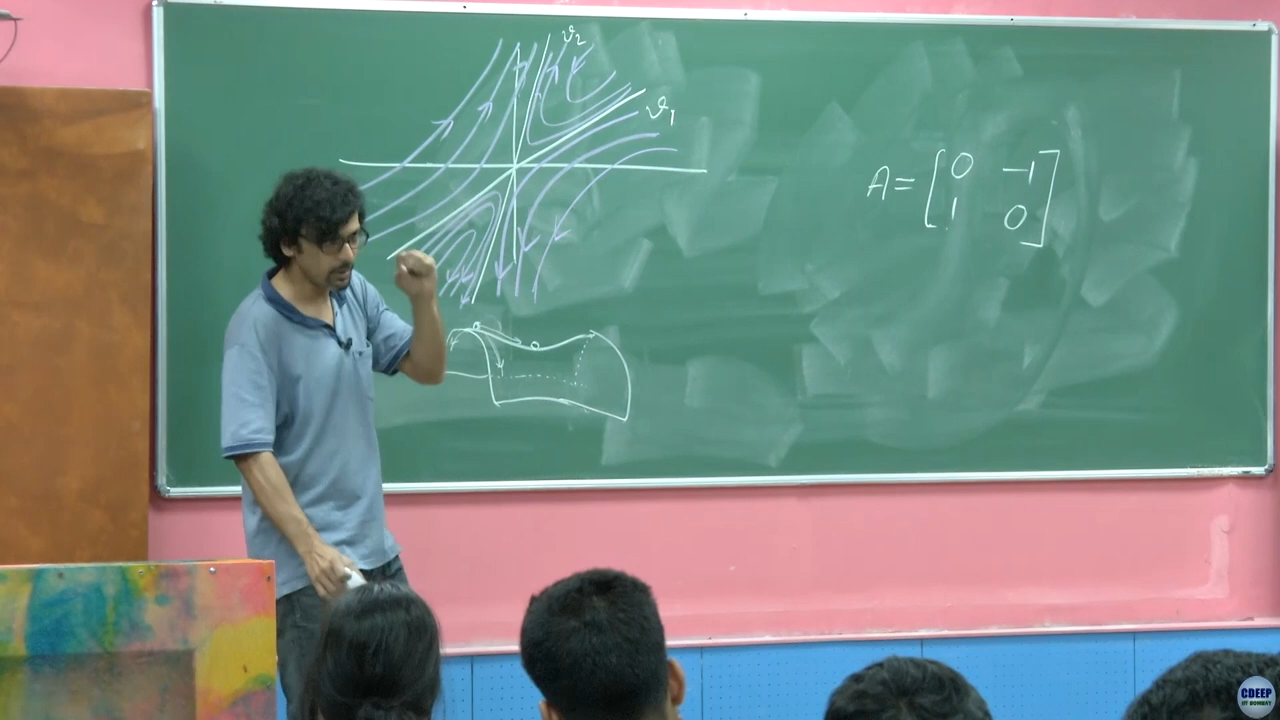 v2
v1
A = [ 0 -1
1 0 ]
CDEEP
IIT BOMBAY